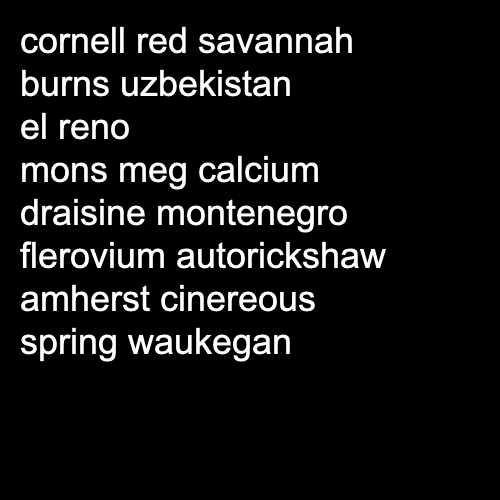 cornell red savannah
burns uzbekistan
el reno
mons meg calcium
draisine montenegro
flerovium autorickshaw
amherst cinereous
spring waukegan